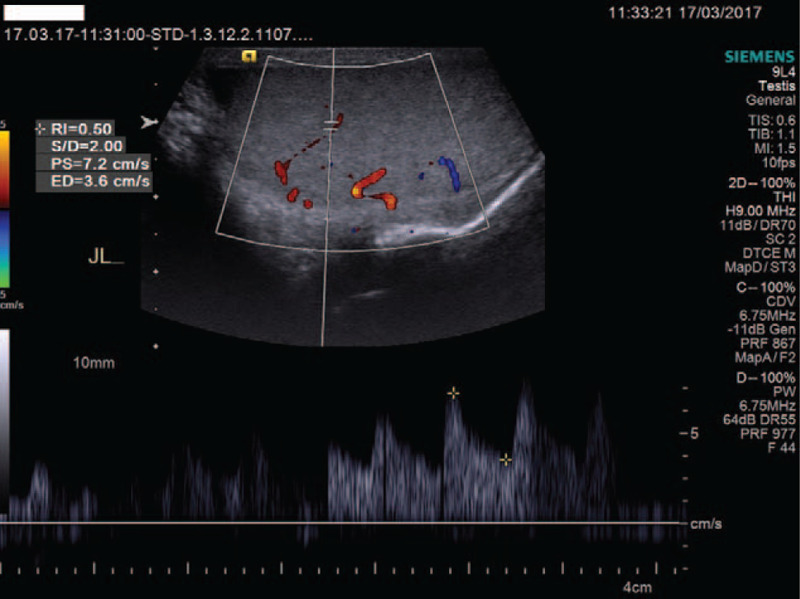 11:33:21 17/03/2017
17.03.17-11:31:00-STD-1.3.12.2.1107....
SIEMENS
9L4
Testis
General
TIS: 0.6
TIB: 1.1
MI: 1.5
10fps
2D--100%
THI
H9.00 MHz
11dB/DR70
SC 2
DTCE M
MapD/ST3
C--100%
CDV
6.75MHz
-11dB Gen
PRF 867
MapA/F2
D--100%
PW
6.75MHz
64dB DR55
PRF 977
F 44
RI=0.50
S/D=2.00
PS=7.2 cm/s
ED=3.6 cm/s
5
5
cm/s
JL_
10mm
-5
cm/s
4cm